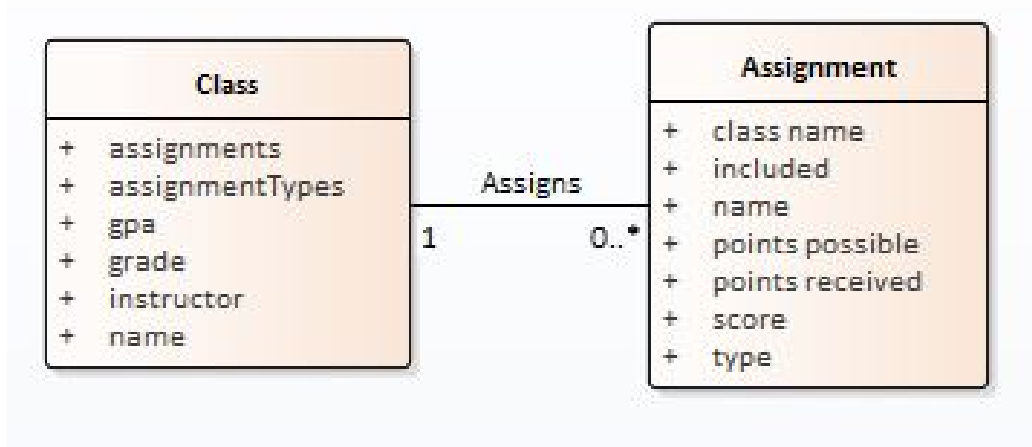 Class
+ assignments
+ assignmentTypes
+ gpa
+ grade
+ instructor
+ name
Assigns
1
0..*
Assignment
+ class name
+ included
+ name
+ points possible
+ points received
+ score
+ type